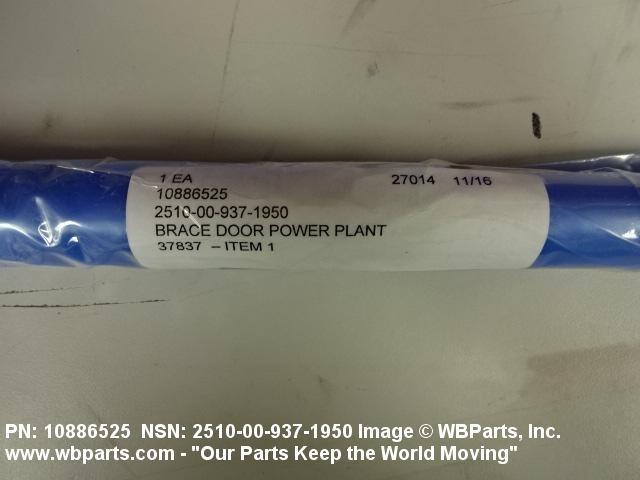 1 EA 27014 11/16
10886525
2510-00-937-1950
BRACE DOOR POWER PLANT
37837 – ITEM 1
PN: 10886525 NSN: 2510-00-937-1950 Image © WBParts, Inc.
www.wbparts.com - "Our Parts Keep the World Moving"